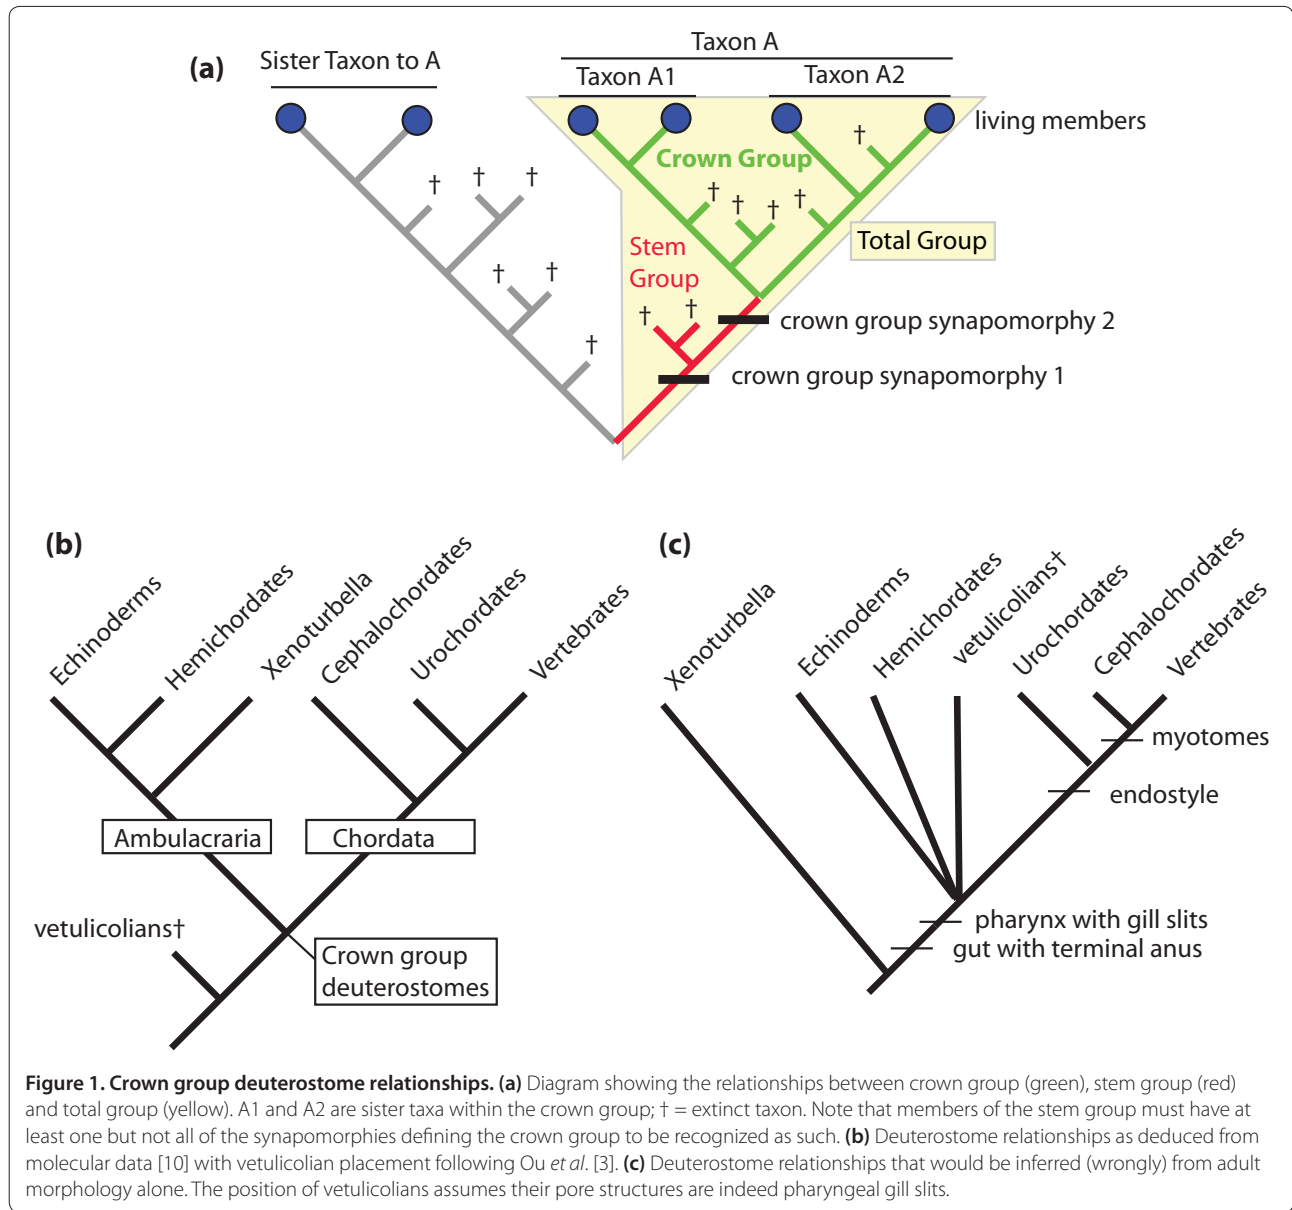 (a)
Sister Taxon to A
Taxon A
Taxon A1
Taxon A2
living members
†
Crown Group
†
†
†
†
†
†
†
†
Total Group
Stem
Group
†
†
†
†
†
crown group synapomorphy 2
crown group synapomorphy 1
(b)
Echinoderms
Hemichordates
Xenoturbella
Cephalochordates
Urochordates
Vertebrates
Ambulacraria
Chordata
vetulicolians†
Crown group
deuterostomes
(c)
Xenoturbella
Echinoderms
Hemichordates
vetulicolians†
Urochordates
Cephalochordates
Vertebrates
myotomes
endostyle
pharynx with gill slits
gut with terminal anus
Figure 1. Crown group deuterostome relationships. (a) Diagram showing the relationships between crown group (green), stem group (red)
and total group (yellow). A1 and A2 are sister taxa within the crown group; † = extinct taxon. Note that members of the stem group must have at
least one but not all of the synapomorphies defining the crown group to be recognized as such. (b) Deuterostome relationships as deduced from
molecular data [10] with vetulicolian placement following Ou et al. [3]. (c) Deuterostome relationships that would be inferred (wrongly) from adult
morphology alone. The position of vetulicolians assumes their pore structures are indeed pharyngeal gill slits.